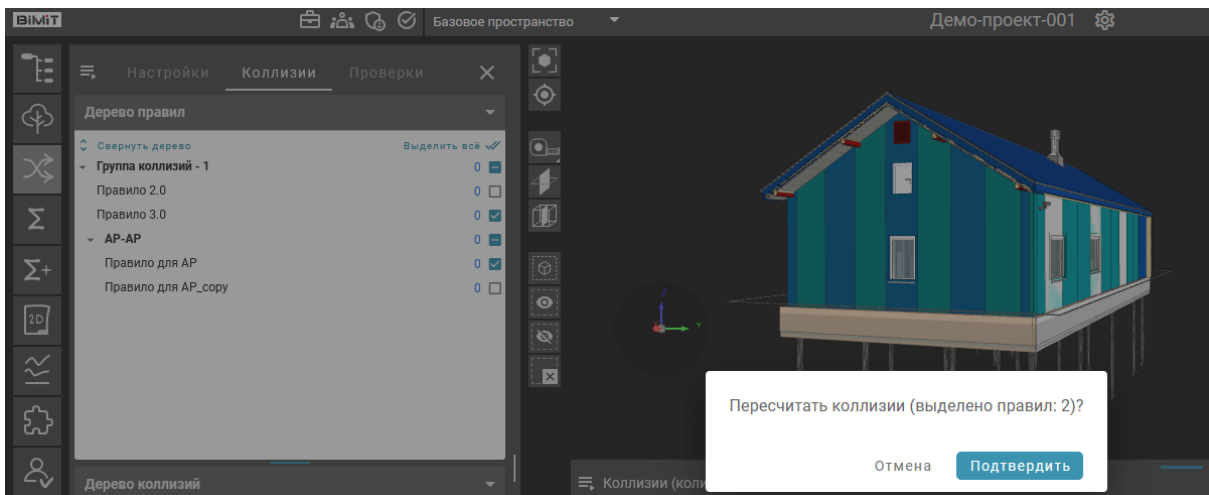 BIMIT
Базовое пространство
Демо-проект-001
Настройки
Коллизии
Проверки
Дерево правил
Свернуть дерево
Выделить всё
Группа коллизий - 1
0
Правило 2.0
0
Правило 3.0
0
АР-АР
0
Правило для АР
0
Правило для АР_copy
0
2D
Z
Y
Пересчитать коллизии (выделено правил: 2)?
Отмена
Подтвердить
Дерево коллизий
Коллизии (коли